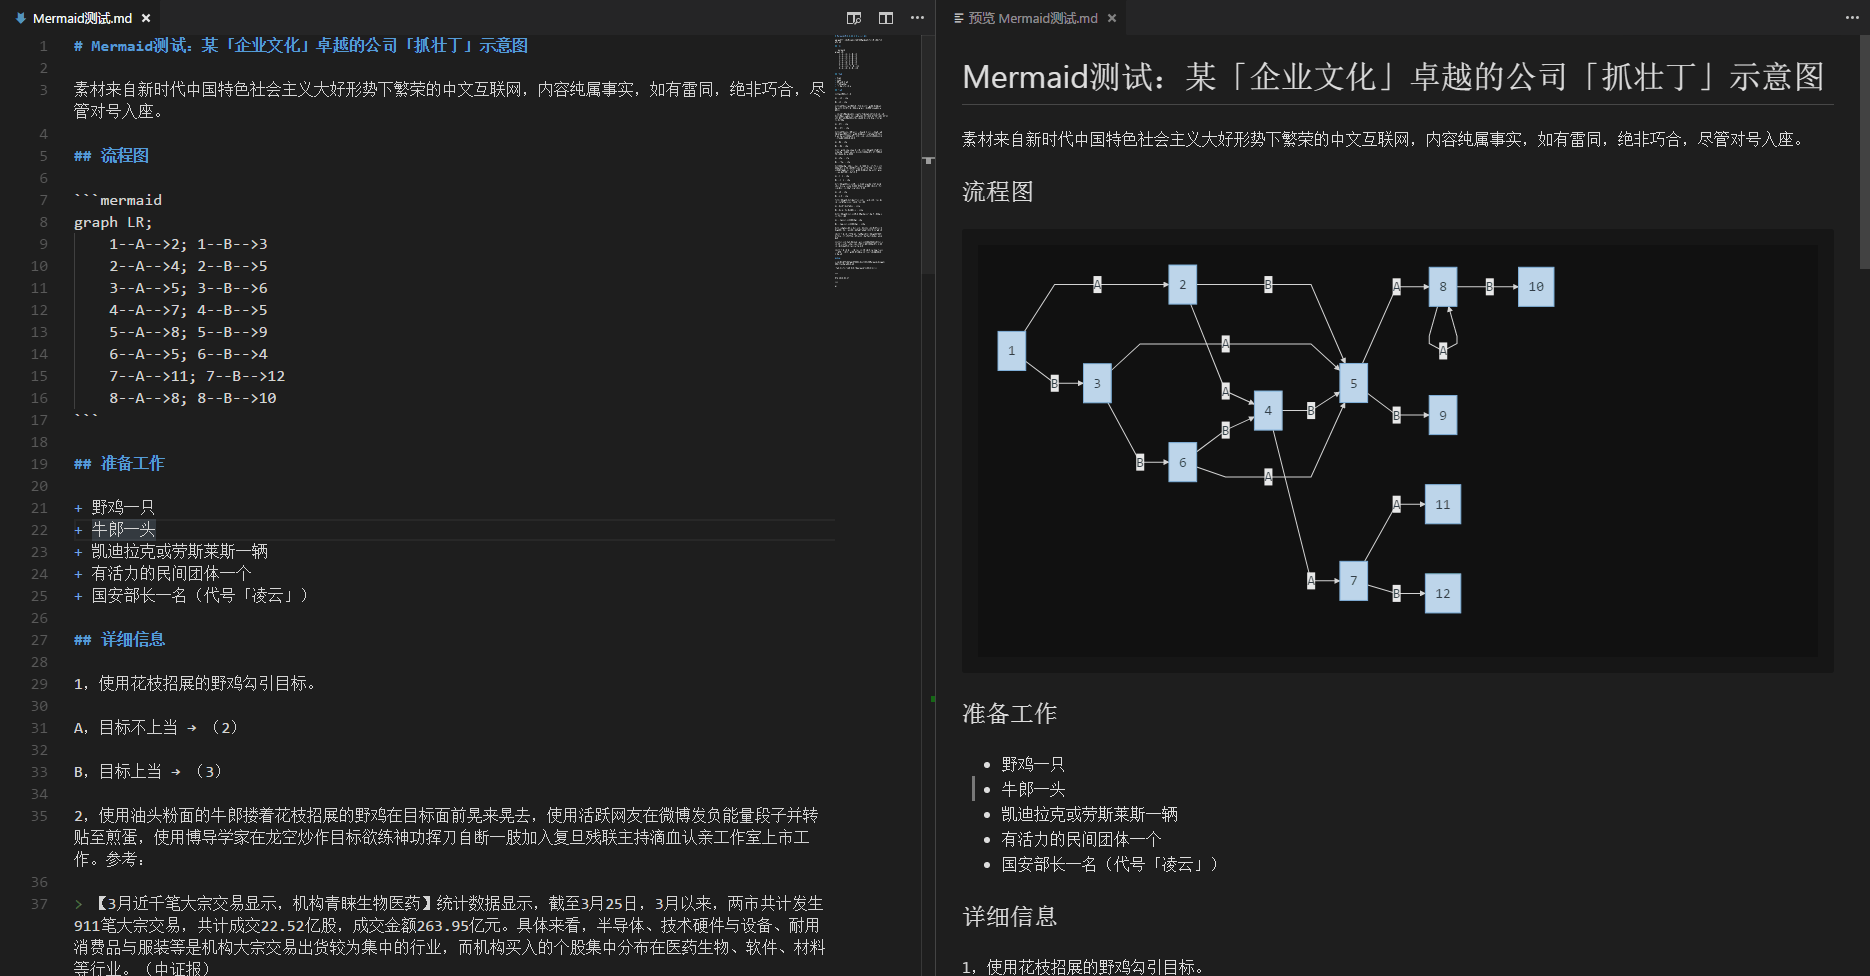 Mermaid测试.md
1 # Mermaid测试：某「企业文化」卓越的公司「抓壮丁」示意图
2
3 素材来自新时代中国特色社会主义大好形势下繁荣的中文互联网，内容纯属事实，如有雷同，绝非巧合，尽
管对号入座。
4
5 ## 流程图
6
7 ```mermaid
8 graph LR;
9 1--A-->2; 1--B-->3
10 2--A-->4; 2--B-->5
11 3--A-->5; 3--B-->6
12 4--A-->7; 4--B-->5
13 5--A-->8; 5--B-->9
14 6--A-->5; 6--B-->4
15 7--A-->11; 7--B-->12
16 8--A-->8; 8--B-->10
17 ```
18
19 ## 准备工作
20
21 + 野鸡一只
22 + 牛郎一头
23 + 凯迪拉克或劳斯莱斯一辆
24 + 有活力的民间团体一个
25 + 国安部长一名（代号「凌云」）
26
27 ## 详细信息
28
29 1，使用花枝招展的野鸡勾引目标。
30
31 A，目标不上当 → （2）
32
33 B，目标上当 → （3）
34
35 2，使用油头粉面的牛郎搂着花枝招展的野鸡在目标面前晃来晃去，使用活跃网友在微博发负能量段子并转
贴至煎蛋，使用博导学家在龙空炒作目标欲练神功挥刀自断一肢加入复旦残联主持滴血认亲工作室上市工
作。参考：
36
37 > 【3月近千笔大宗交易显示，机构青睐生物医药】统计数据显示，截至3月25日，3月以来，两市共计发生
911笔大宗交易，共计成交22.52亿股，成交金额263.95亿元。具体来看，半导体、技术硬件与设备、耐用
消费品与服装等是机构大宗交易出货较为集中的行业，而机构买入的个股集中分布在医药生物、软件、材料
等行业。（中证报）
预览 Mermaid测试.md
Mermaid测试：某「企业文化」卓越的公司「抓壮丁」示意图
素材来自新时代中国特色社会主义大好形势下繁荣的中文互联网，内容纯属事实，如有雷同，绝非巧合，尽管对号入座。
流程图
A 2 B A 8 B 10
1 A A
B 3 A 4 B 5 B 9
B 6 B A
A 11
A 7 B 12
准备工作
• 野鸡一只
• 牛郎一头
• 凯迪拉克或劳斯莱斯一辆
• 有活力的民间团体一个
• 国安部长一名（代号「凌云」）
详细信息
1，使用花枝招展的野鸡勾引目标。